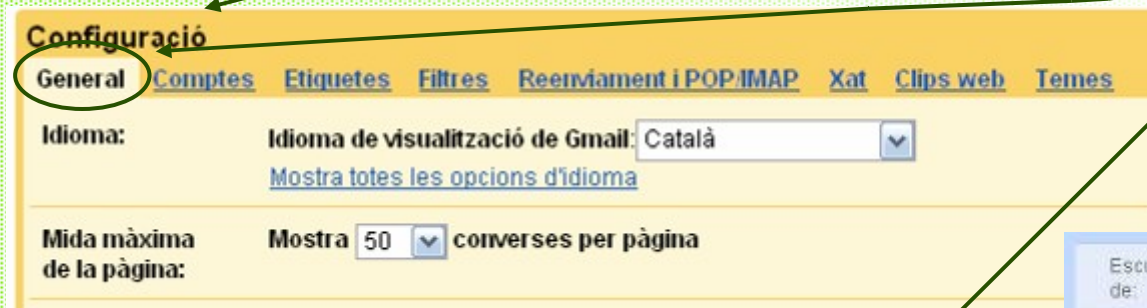 Configuració
General Comptes Etiquetes Filtres Reenviament i POP/IMAP Xat Clips web Temes
Idioma: Idioma de visualització de Gmail: Català
Mostra totes les opcions d'idioma
Mida màxima de la pàgina: Mostra 50 converses per pàgina
de: